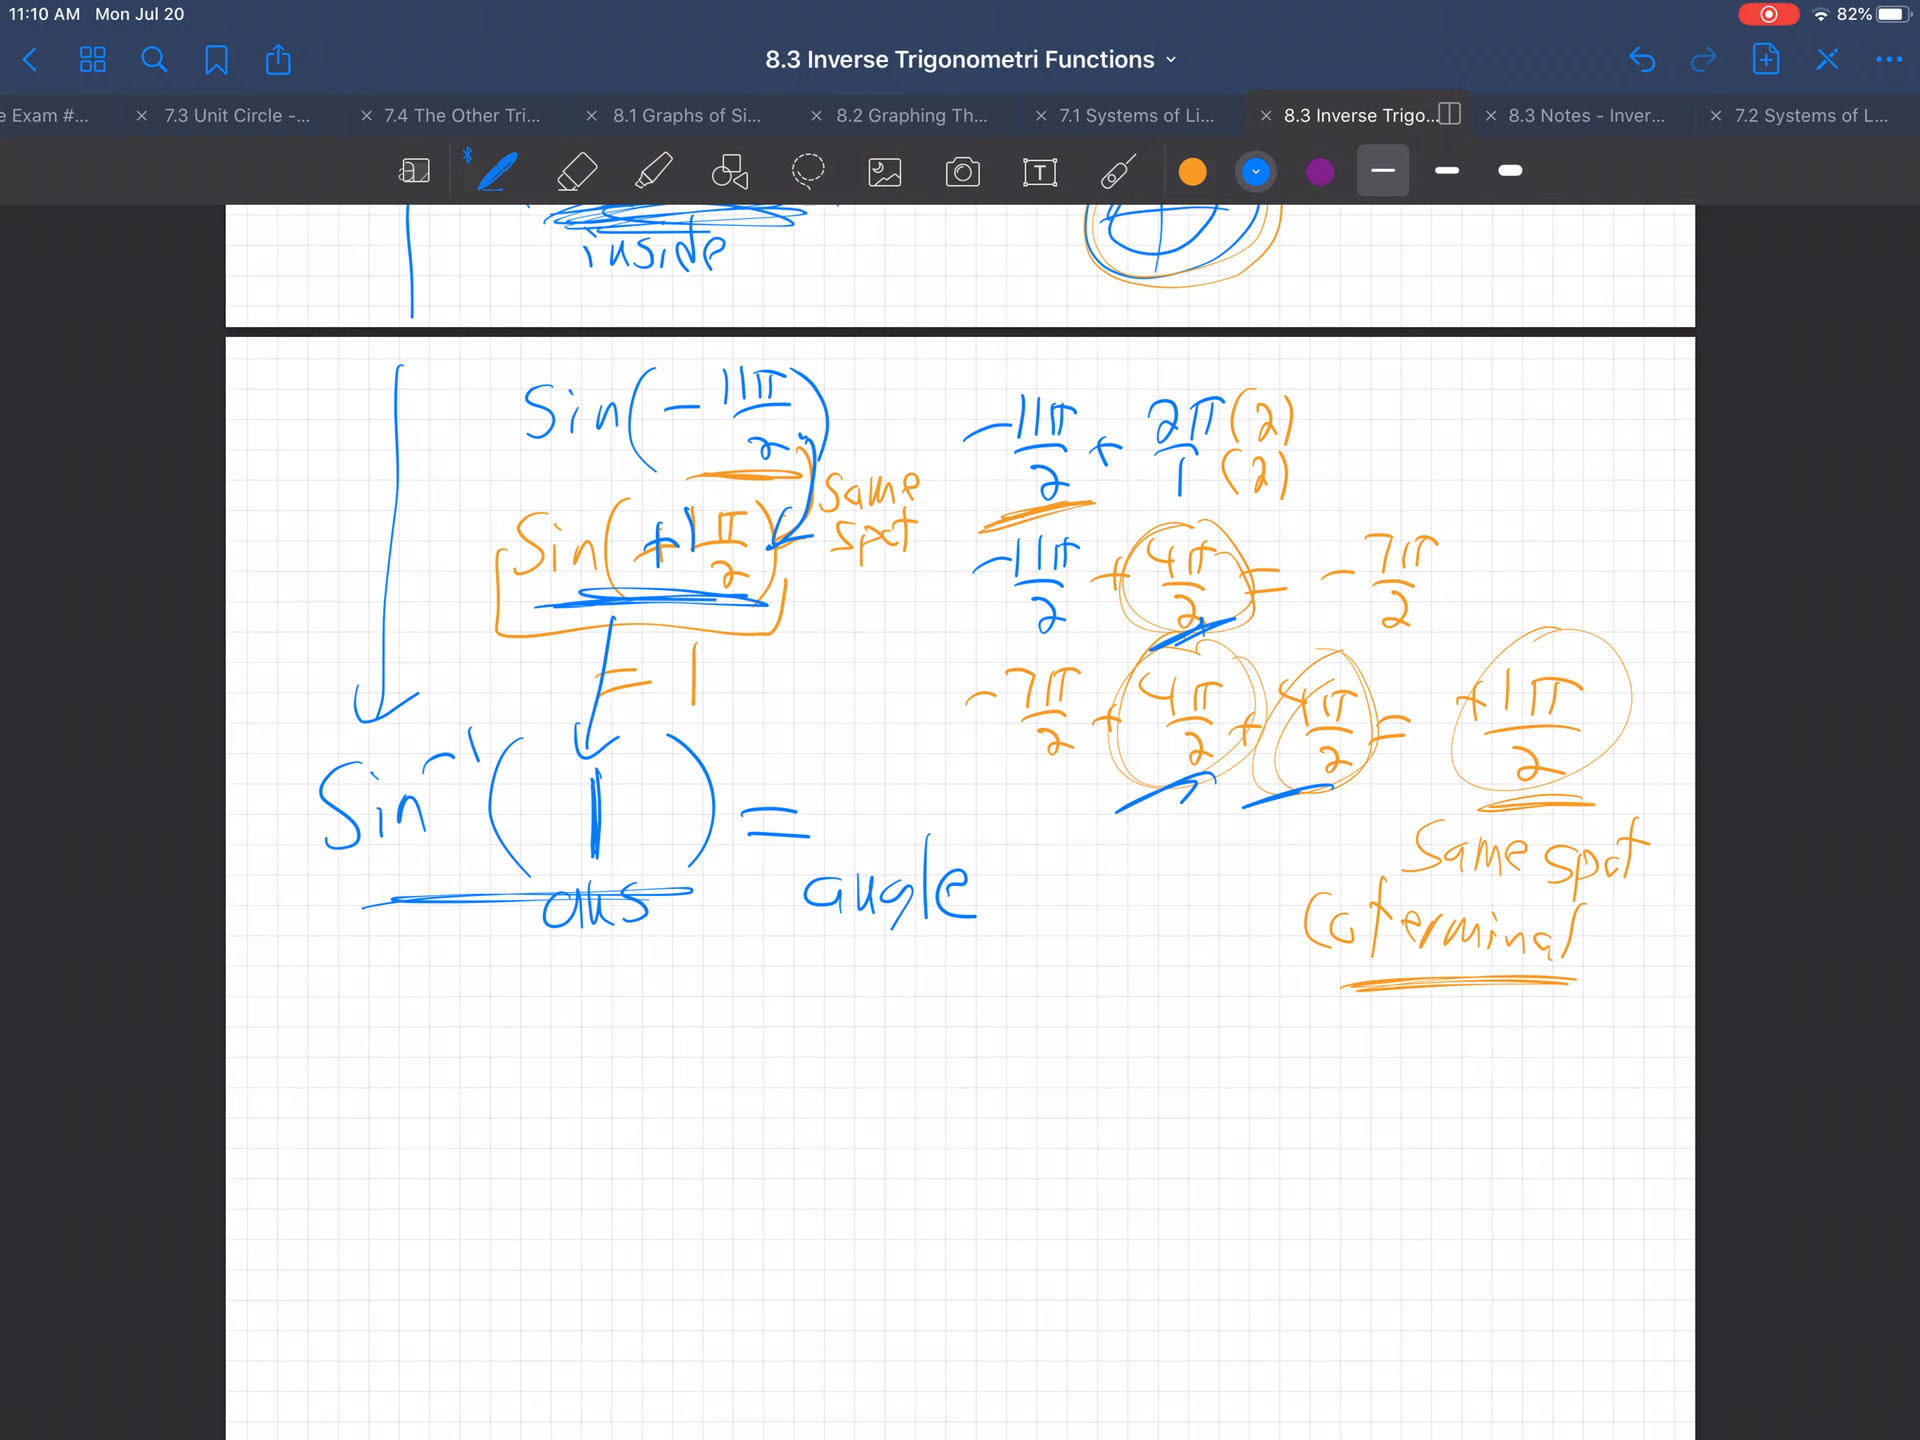 11:10 AM Mon Jul 20
82%
8.3 Inverse Trigonometri Functions
e Exam #...
7.3 Unit Circle -...
7.4 The Other Tri...
8.1 Graphs of Si...
8.2 Graphing Th...
7.1 Systems of Li...
8.3 Inverse Trigo...
8.3 Notes - Inver...
7.2 Systems of L...
T
inside
Sin(-11π/2)
same spot
Sin(+1π/2)
= 1
Sin⁻¹(1) =
ans
angle
-11π/2 + 2π(2)/1(2)
-11π/2 + 4π/2 = -7π/2
-7π/2 + 4π/2 + 4π/2 = +1π/2
Same spot
Coterminal